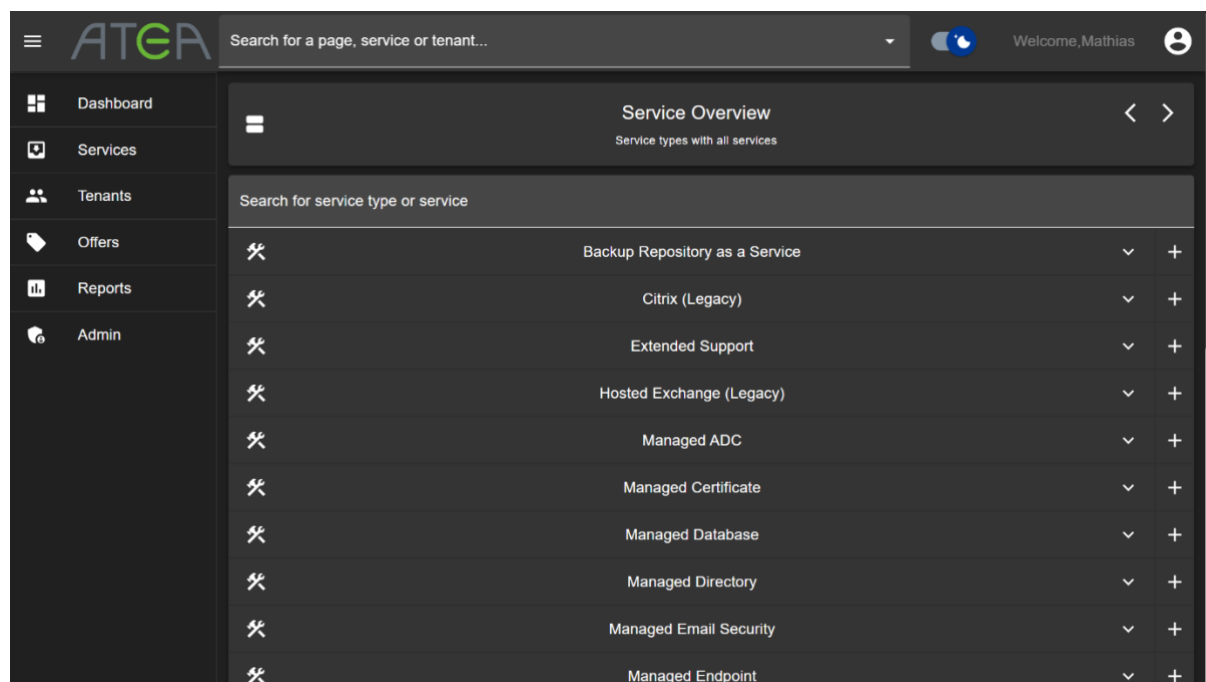 ATEA
Search for a page, service or tenant...
Welcome,Mathias
Dashboard
Services
Tenants
Offers
Reports
Admin
Service Overview
Service types with all services
Search for service type or service
Backup Repository as a Service
Citrix (Legacy)
Extended Support
Hosted Exchange (Legacy)
Managed ADC
Managed Certificate
Managed Database
Managed Directory
Managed Email Security
Managed Endpoint